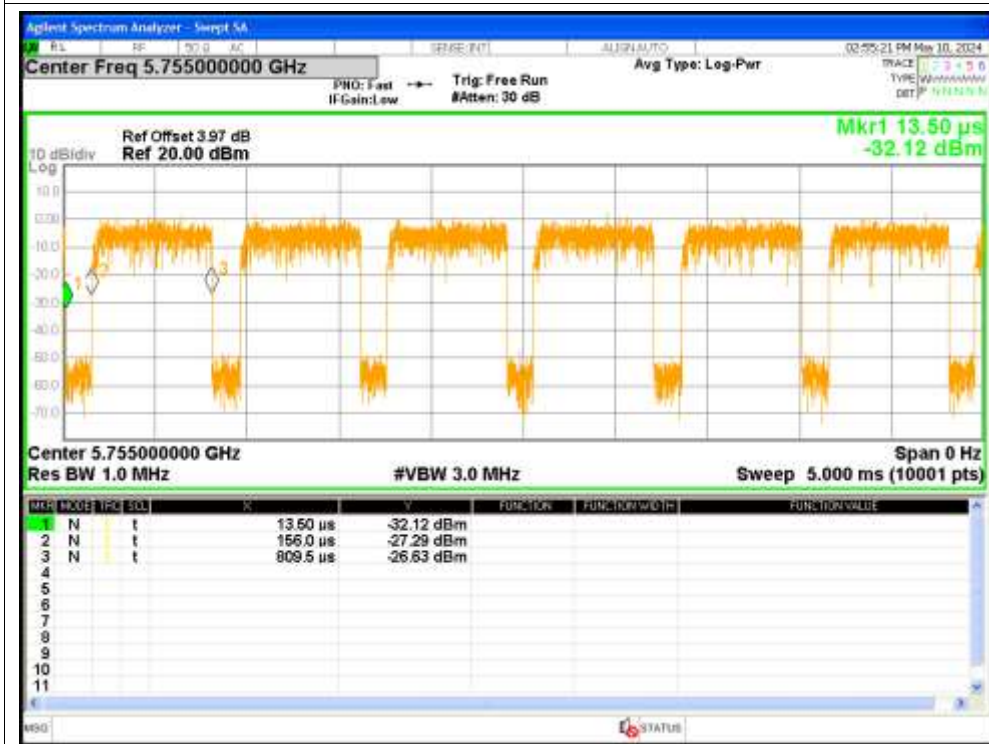 Agilent Spectrum Analyzer - Swept SA
RL RF 50 Ω AC SENSE:INT ALIGN AUTO 02:55:21 PM May 10, 2024
Center Freq 5.755000000 GHz
PNO: Fast
IFGain:Low
Trig: Free Run
#Atten: 30 dB
Avg Type: Log-Pwr
TRACE 1 2 3 4 5 6
TYPE
DET P N N N N N
Mkr1 13.50 µs
-32.12 dBm
Ref Offset 3.97 dB
10 dB/div Ref 20.00 dBm
Log
10.0
0.00
-10.0
-20.0
-30.0
-40.0
-50.0
-60.0
-70.0
1 2 3
Center 5.755000000 GHz Span 0 Hz
Res BW 1.0 MHz #VBW 3.0 MHz Sweep 5.000 ms (10001 pts)
MKR MODE TRC SCL X Y FUNCTION FUNCTION WIDTH FUNCTION VALUE
1 N t 13.50 µs -32.12 dBm
2 N t 156.0 µs -27.29 dBm
3 N t 809.5 µs -26.63 dBm
4
5
6
7
8
9
10
11
MSG STATUS